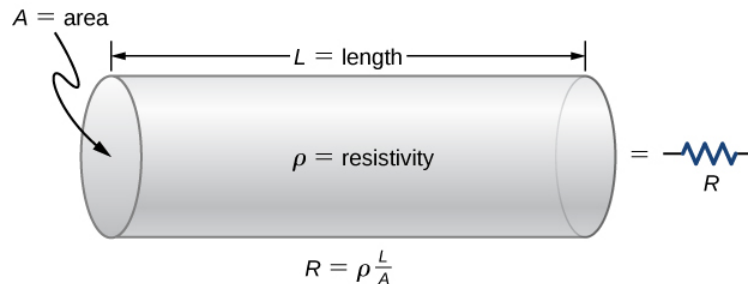 A = area
L = length
ρ = resistivity
=
R
R = ρ L/A